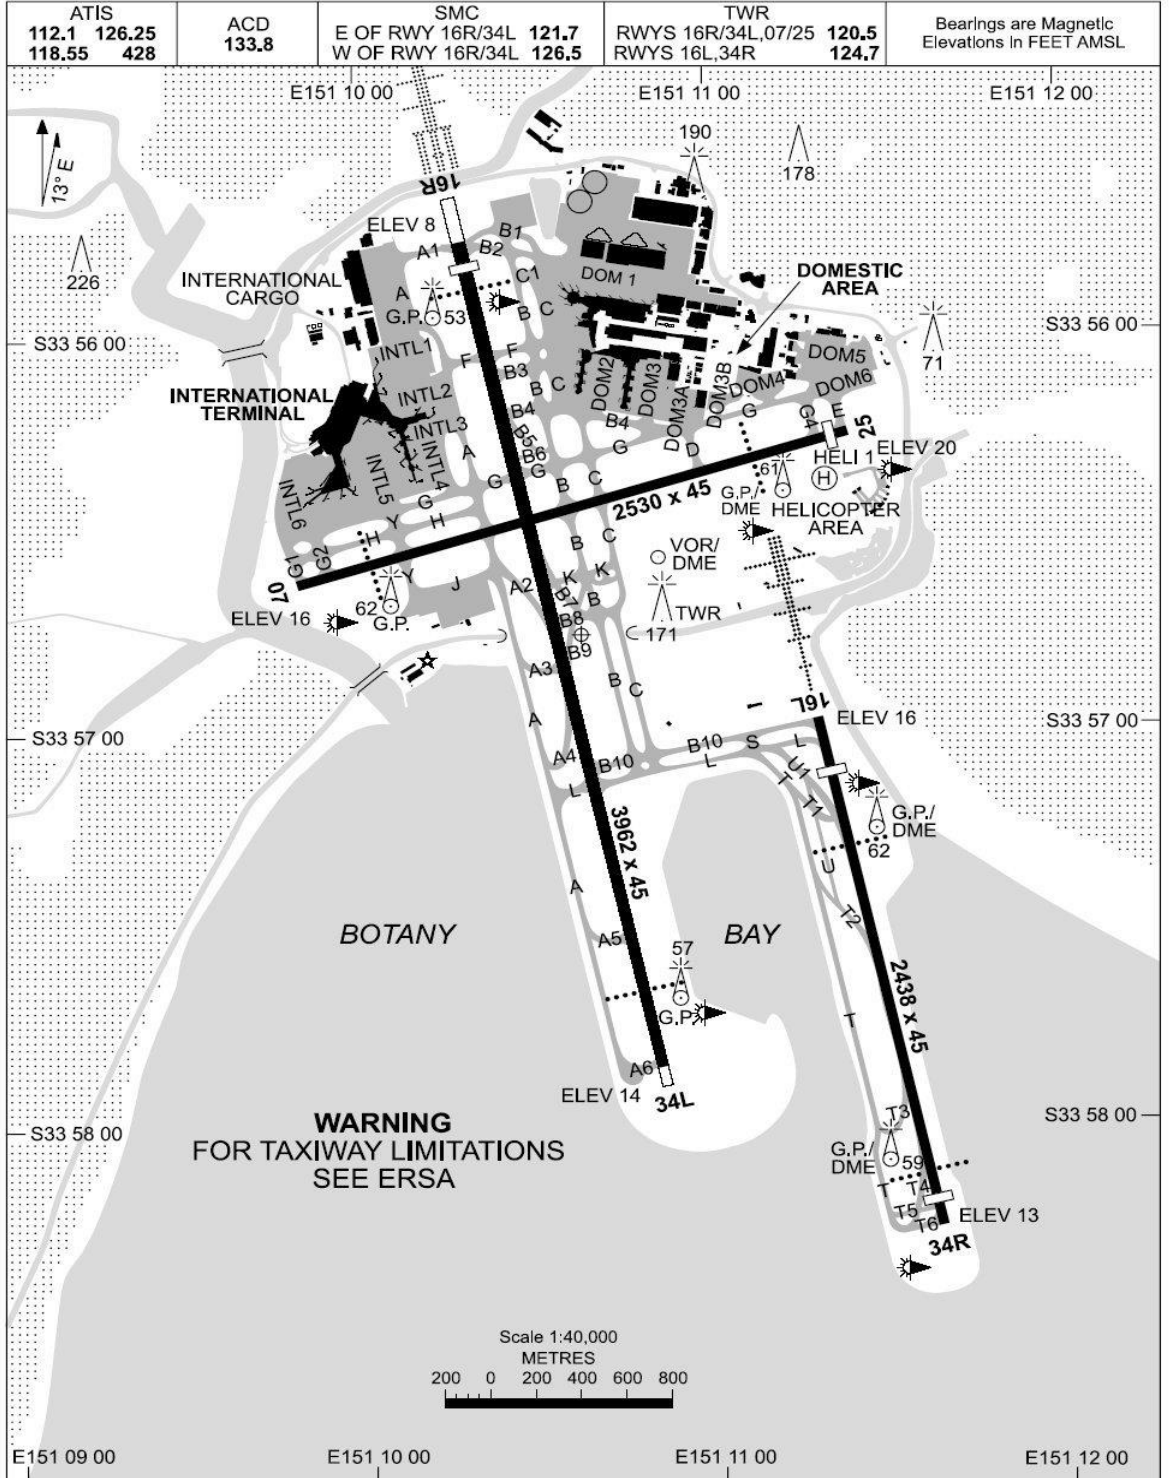 ATIS
112.1 126.25
118.55 428
ACD
133.8
SMC
E OF RWY 16R/34L 121.7
W OF RWY 16R/34L 126.5
TWR
RWYS 16R/34L,07/25 120.5
RWYS 16L,34R 124.7
Bearings are Magnetic
Elevations in FEET AMSL
E151 10 00
E151 11 00
E151 12 00
13° E
190
178
16R
ELEV 8
226
A1
B2
B1
INTERNATIONAL
CARGO
A
C1
DOM 1
DOMESTIC
AREA
G.P.
53
B
C
S33 56 00
S33 56 00
71
INTL1
F
F
B3
DOM5
DOM6
INTERNATIONAL
TERMINAL
INTL2
B
C
DOM2
DOM3
DOM3A
DOM3B
DOM4
INTL3
B4
B4
G
G4
E
25
INTL4
A
B5
B6
G
D
ELEV 20
INTL5
INTL6
G
G
G
B
C
61
HELI 1
H
2530 x 45
G.P./
DME
HELICOPTER
AREA
Y
H
H
B
C
VOR/
DME
G1
G2
Y
J
A2
K
K
07
62
G.P.
B7
B
TWR
171
ELEV 16
B8
B9
A3
B
C
A
16L
ELEV 16
S33 57 00
S33 57 00
A4
B10
B10
S
L
L
L
U1
T
T1
G.P./
DME
62
3962 x 45
U
A
T2
BOTANY
BAY
A5
57
G.P.
2438 x 45
T
A6
ELEV 14
34L
T3
S33 58 00
S33 58 00
WARNING
FOR TAXIWAY LIMITATIONS
SEE ERSA
G.P./
DME
59
T
T4
T5
T6
ELEV 13
34R
Scale 1:40,000
METRES
200 0 200 400 600 800
E151 09 00
E151 10 00
E151 11 00
E151 12 00